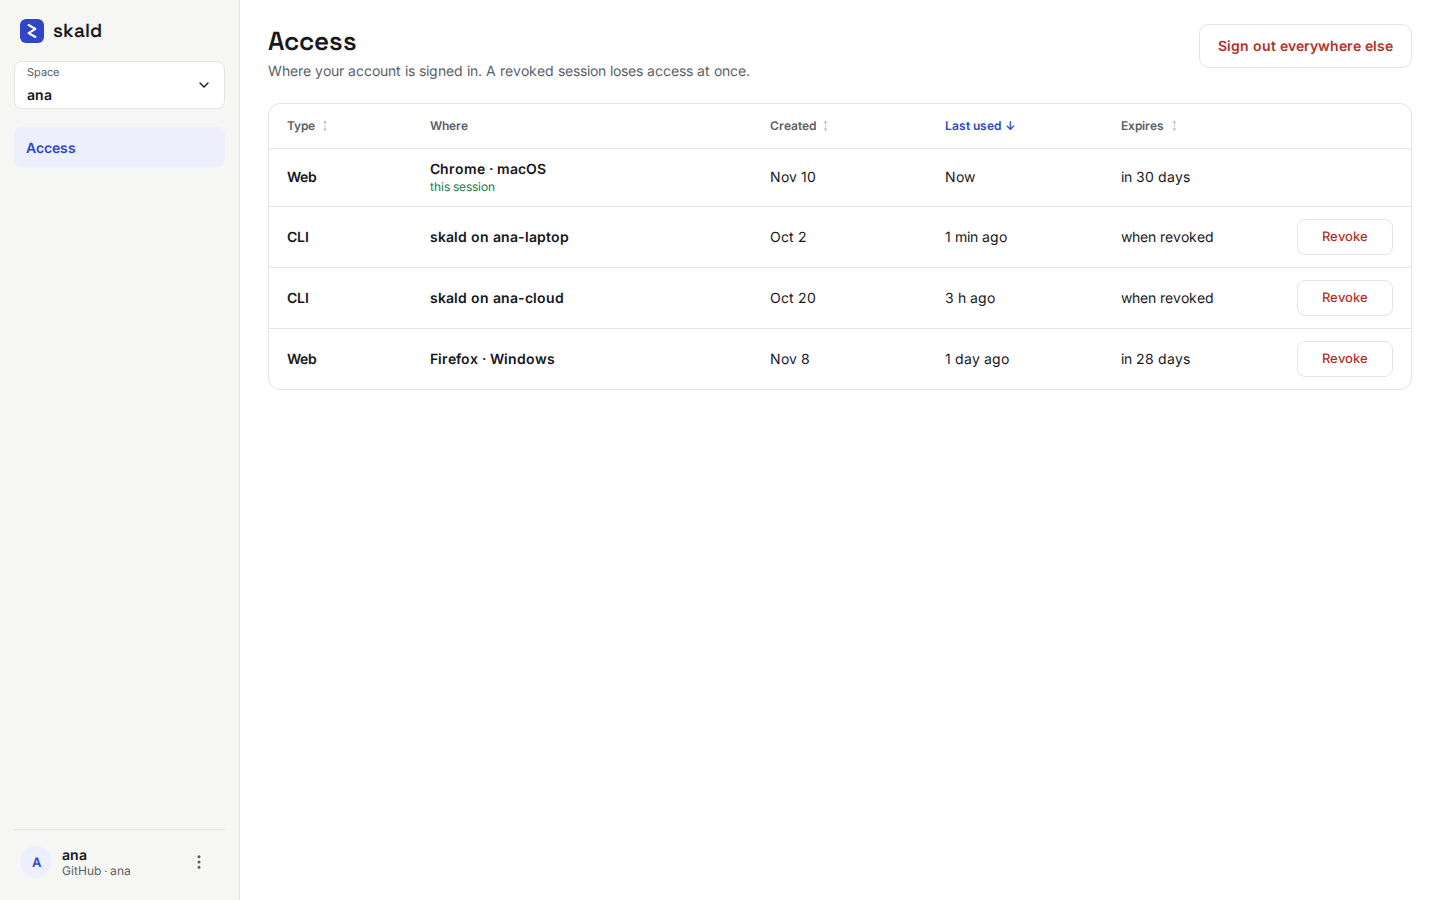 skald
Space
ana
Access
Access
Where your account is signed in. A revoked session loses access at once.
Sign out everywhere else
Type Where Created Last used Expires
Web Chrome · macOS Nov 10 Now in 30 days
this session
CLI skald on ana-laptop Oct 2 1 min ago when revoked Revoke
CLI skald on ana-cloud Oct 20 3 h ago when revoked Revoke
Web Firefox · Windows Nov 8 1 day ago in 28 days Revoke
A ana
GitHub · ana